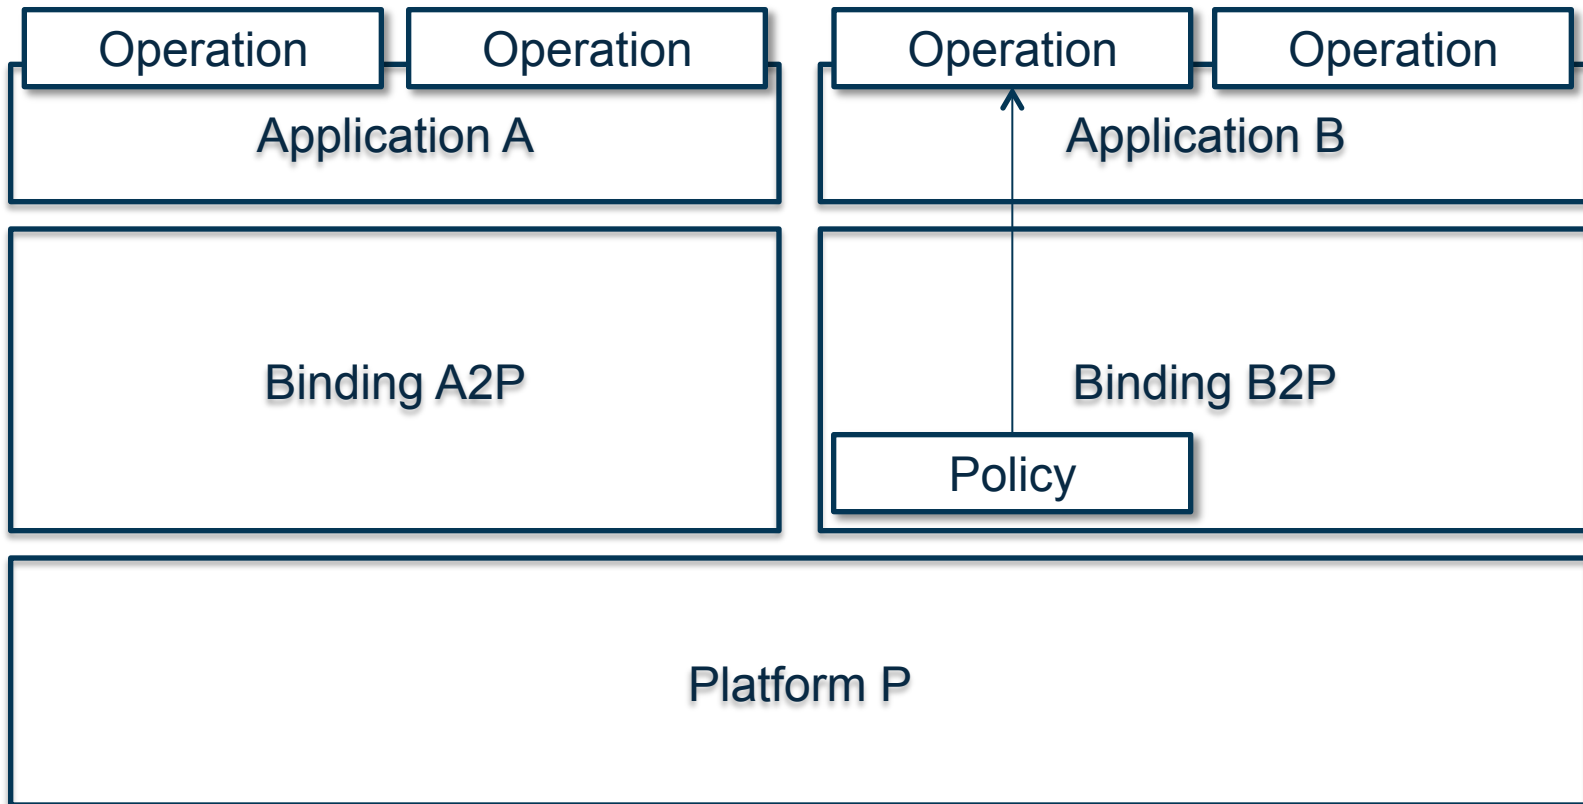 Operation
Operation
Operation
Operation
Application A
Application B
Binding A2P
Binding B2P
Policy
Platform P